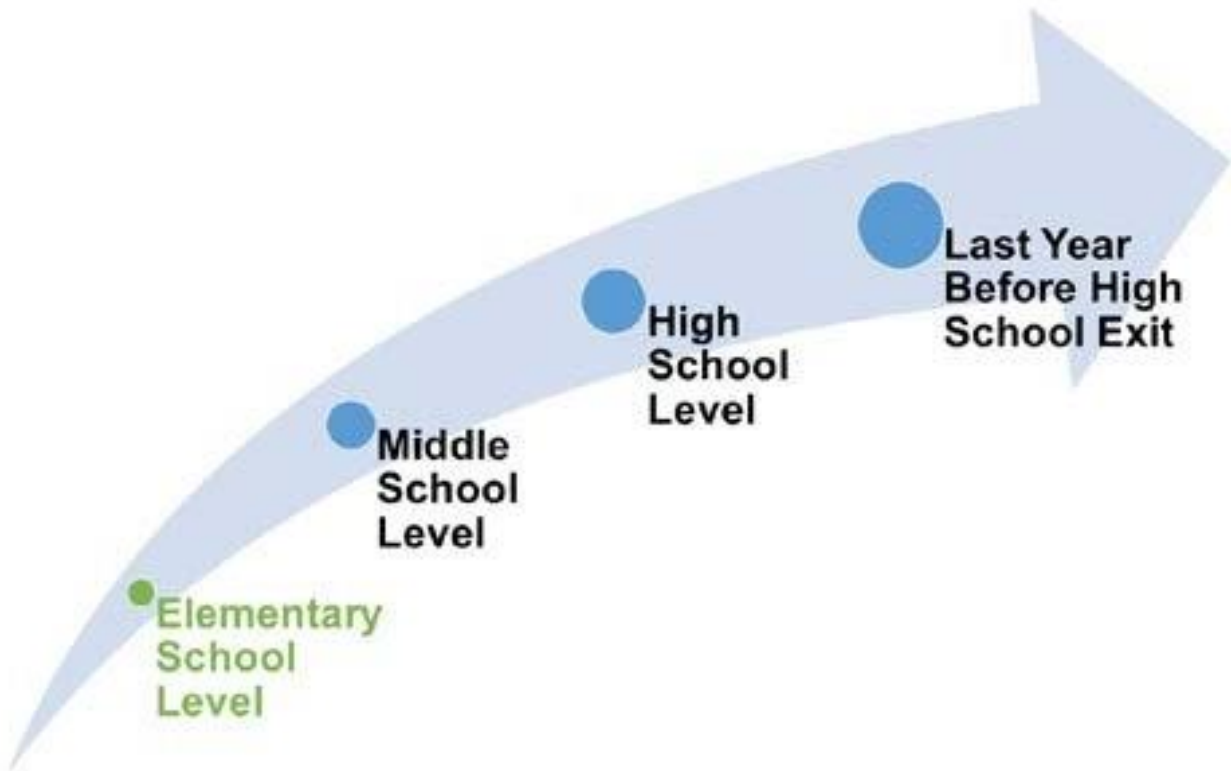 Elementary
School
Level
Middle
School
Level
High
School
Level
Last Year
Before High
School Exit